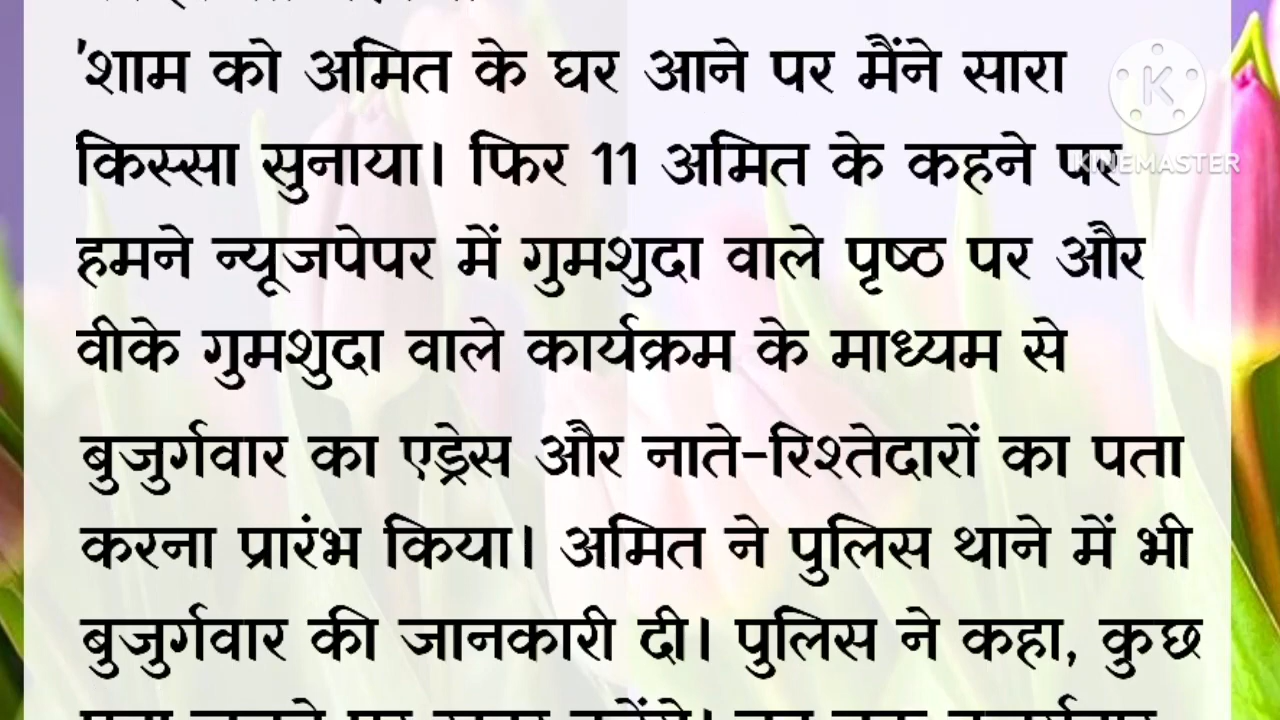 'शाम को अमित के घर आने पर मैंने सारा
किस्सा सुनाया। फिर 11 अमित के कहने पर
KINEMASTER
हमने न्यूजपेपर में गुमशुदा वाले पृष्ठ पर और
वीके गुमशुदा वाले कार्यक्रम के माध्यम से
बुजुर्गवार का एड्रेस और नाते-रिश्तेदारों का पता
करना प्रारंभ किया। अमित ने पुलिस थाने में भी
बुजुर्गवार की जानकारी दी। पुलिस ने कहा, कुछ